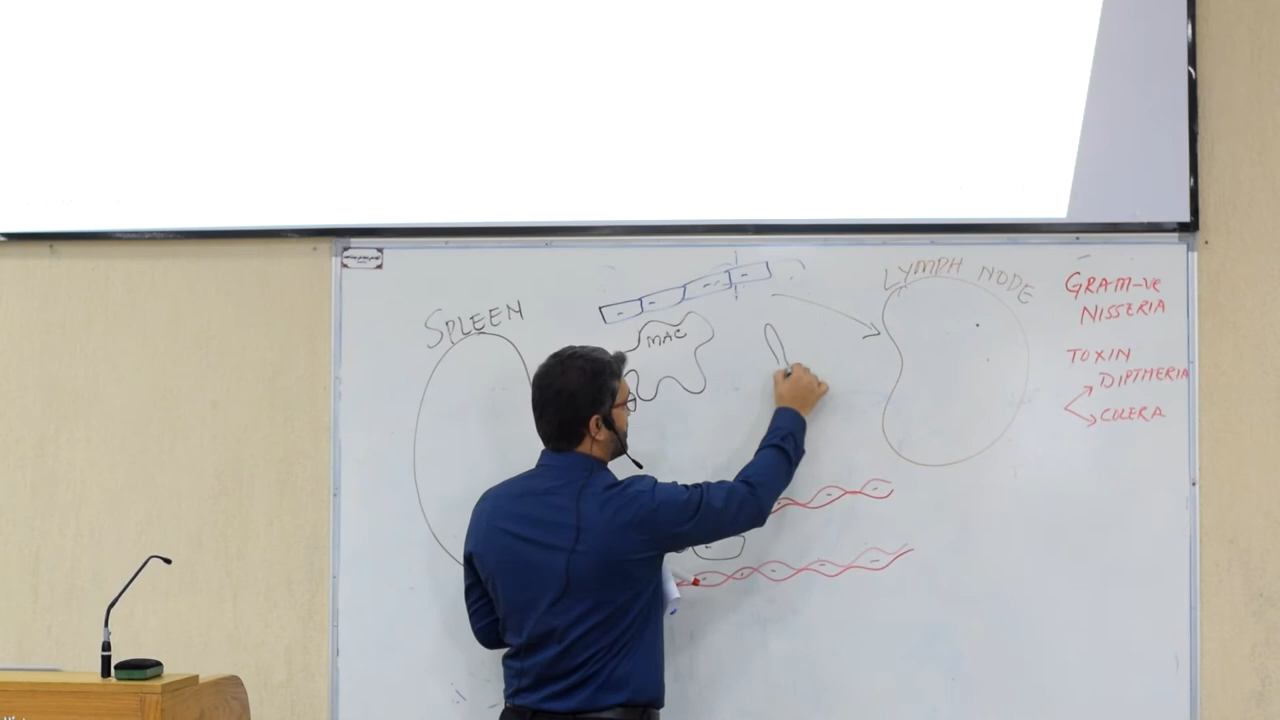 SPLEEN
MAC
LYMPH NODE
GRAM-ve
NISSERIA
TOXIN
DIPTHERIA
COLERA